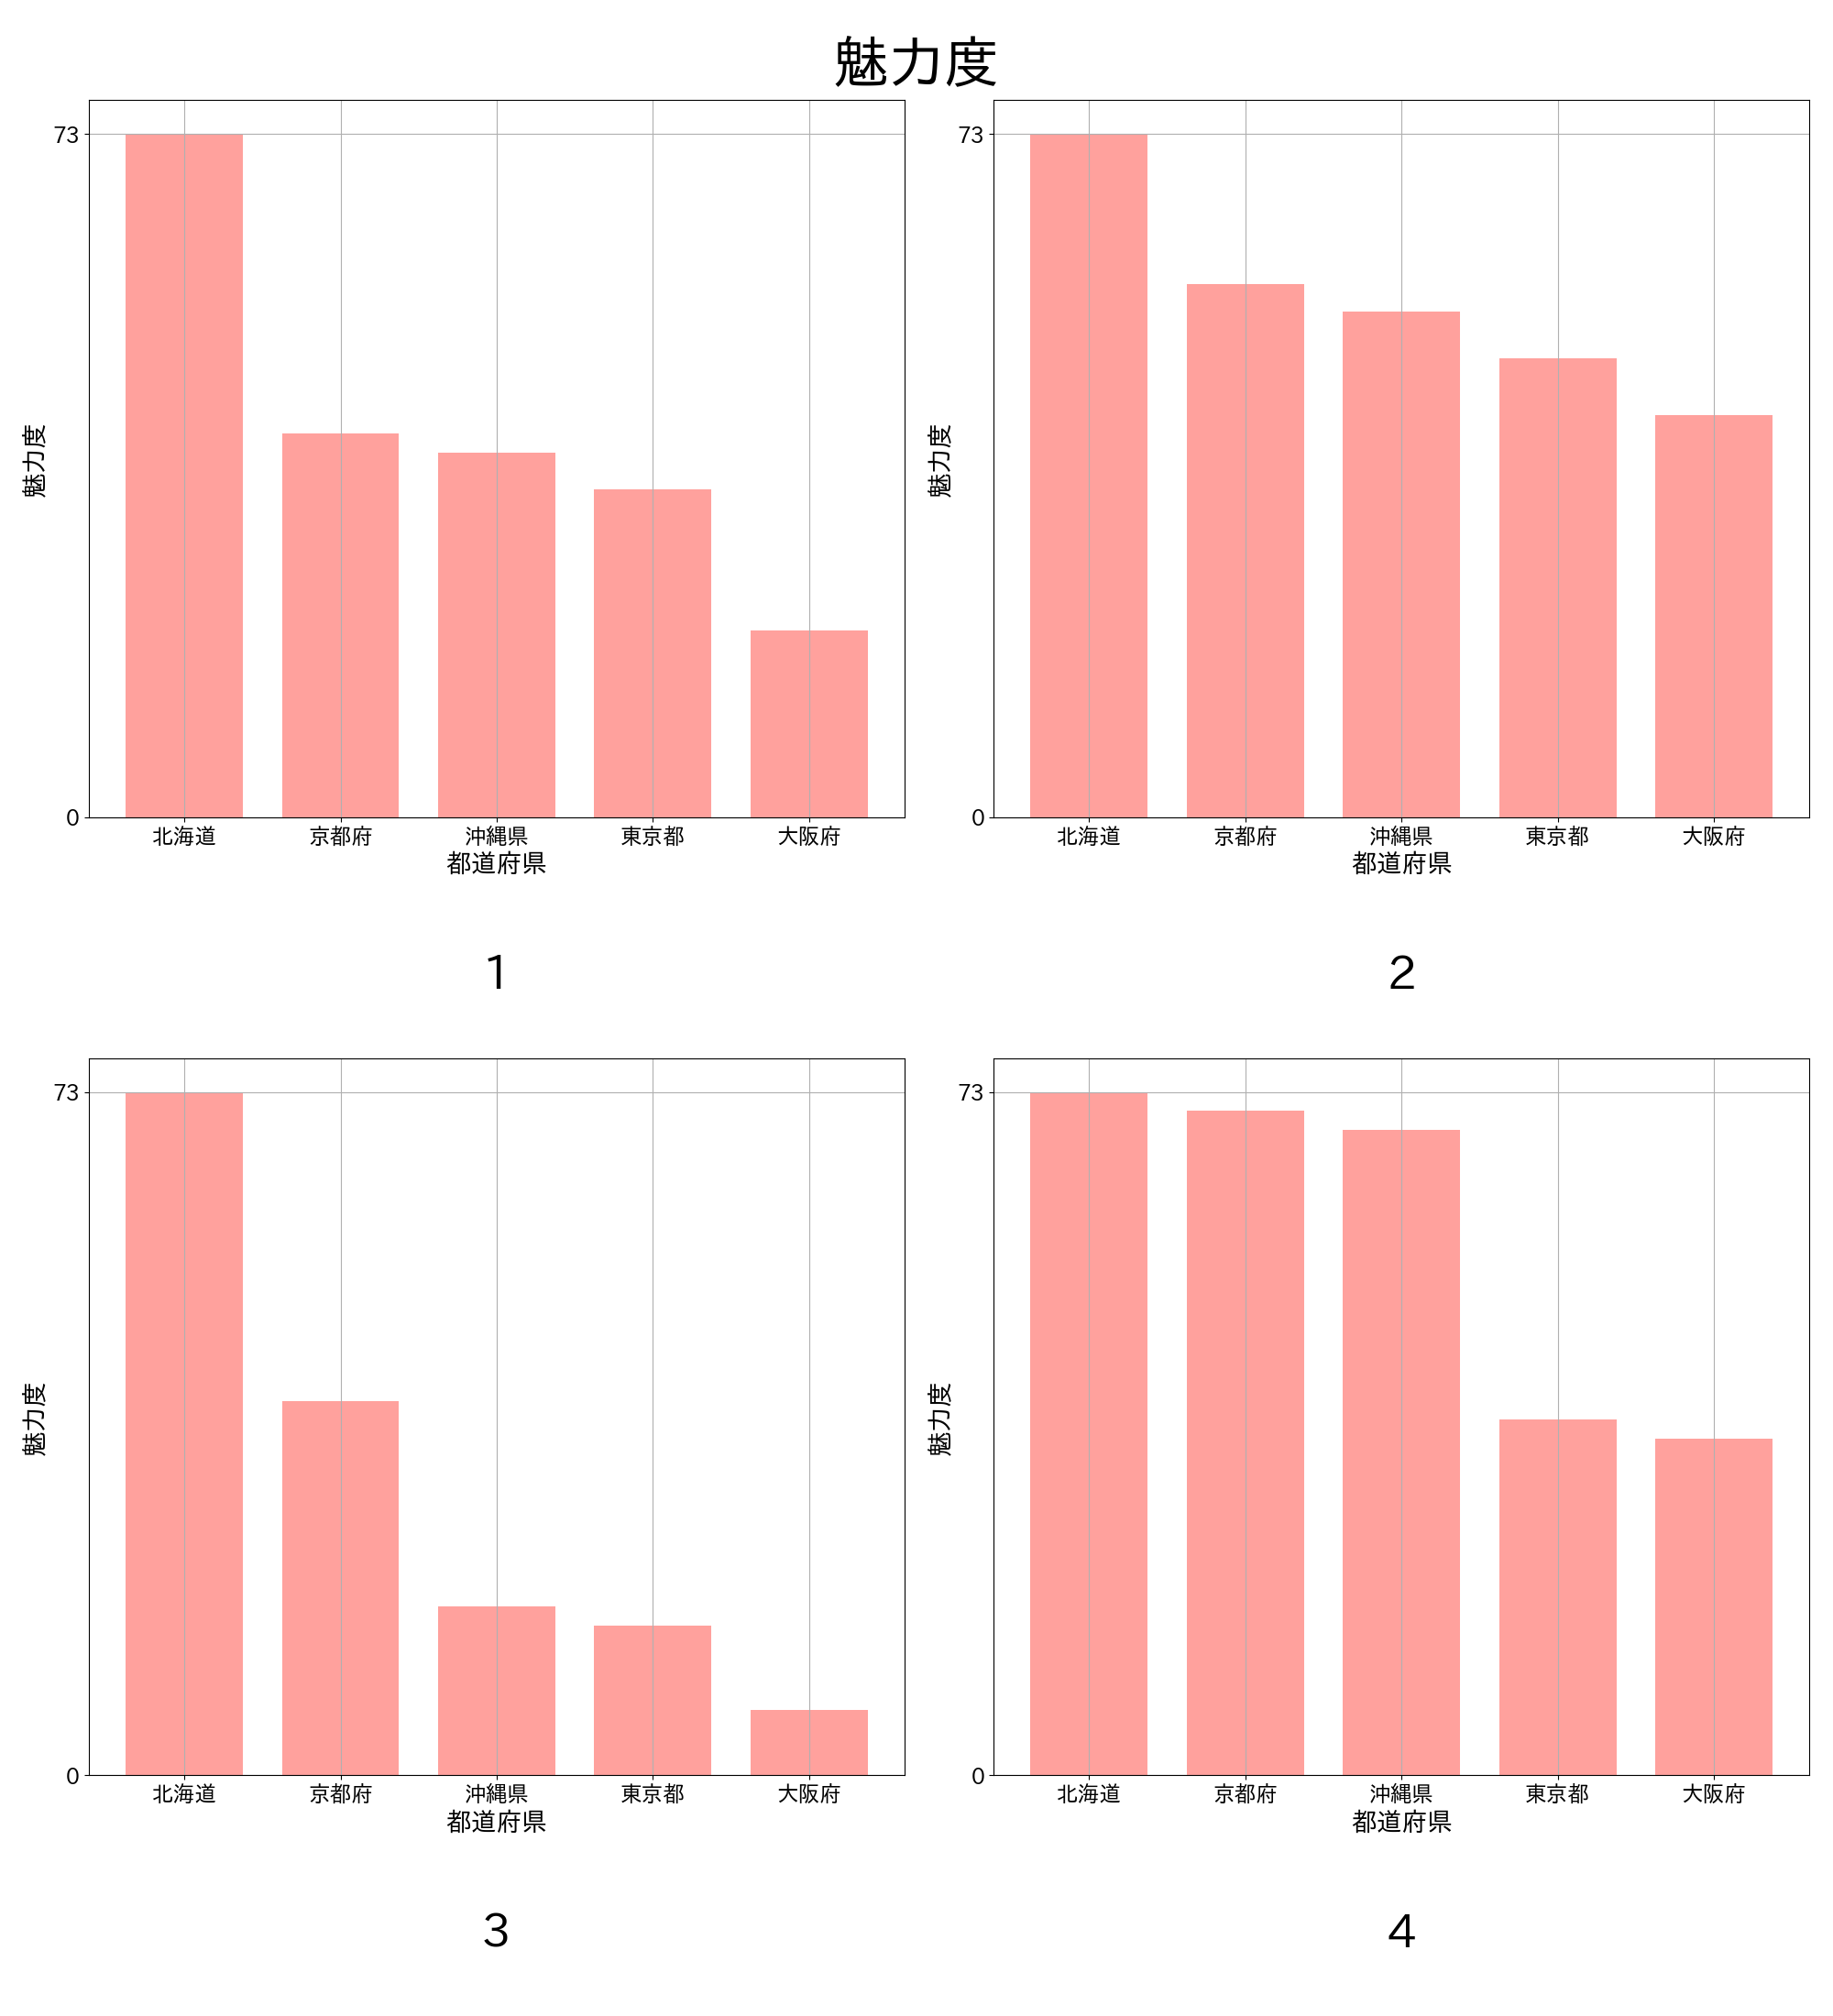 魅力度
73
73
魅力度
魅力度
0
0
北海道 京都府 沖縄県 東京都 大阪府
北海道 京都府 沖縄県 東京都 大阪府
都道府県
都道府県
1
2
73
73
魅力度
魅力度
0
0
北海道 京都府 沖縄県 東京都 大阪府
北海道 京都府 沖縄県 東京都 大阪府
都道府県
都道府県
3
4